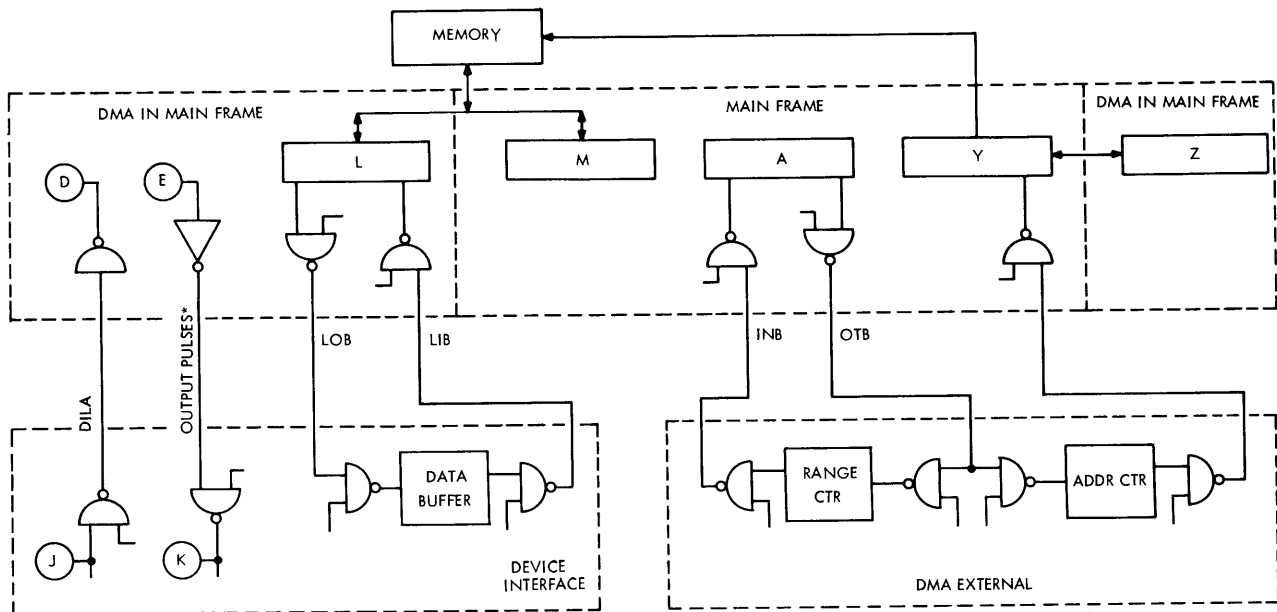 MEMORY
DMA IN MAIN FRAME
MAIN FRAME
DMA IN MAIN FRAME
L
M
A
Y
Z
D
E
DILA
OUTPUT PULSES*
LOB
LIB
INB
OTB
DATA
BUFFER
RANGE
CTR
ADDR CTR
J
K
DEVICE
INTERFACE
DMA EXTERNAL